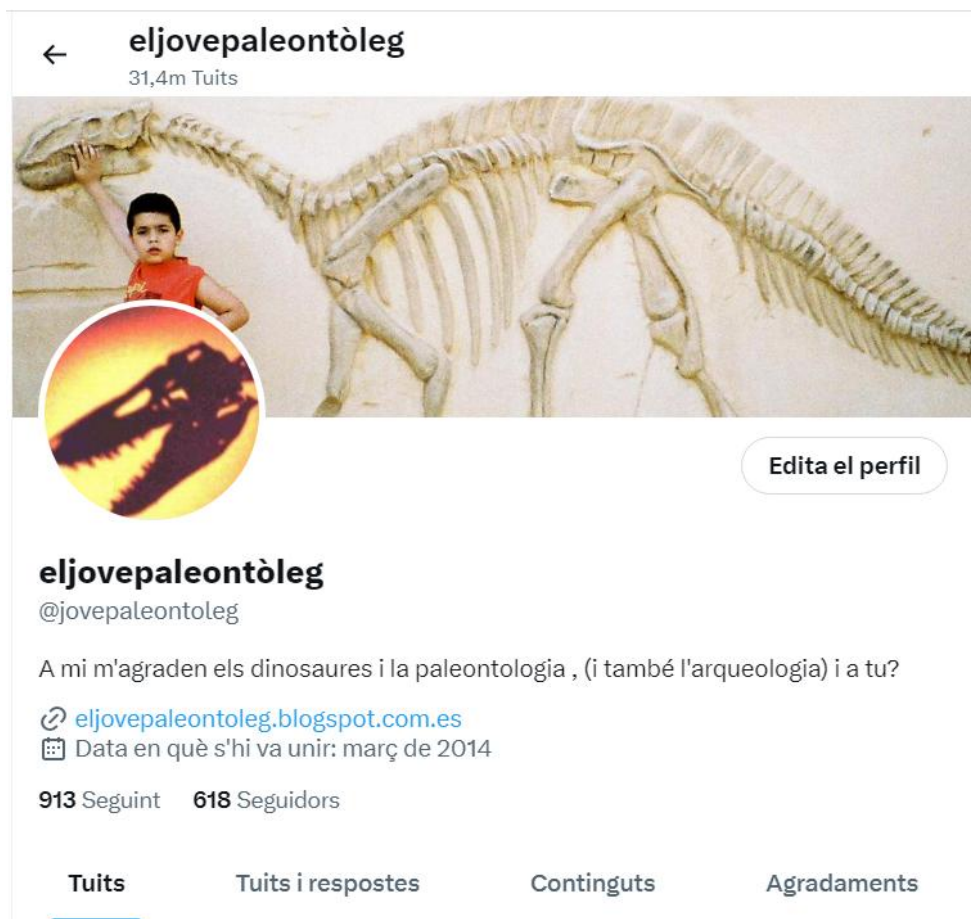 eljovepaleontòleg
31,4m Tuits
Edita el perfil
eljovepaleontòleg
@jovepaleontoleg
A mi m'agraden els dinosaures i la paleontologia , (i també l'arqueologia) i a tu?
eljovepaleontoleg.blogspot.com.es
Data en què s'hi va unir: març de 2014
913 Seguint 618 Seguidors
Tuits Tuits i respostes Continguts Agradaments